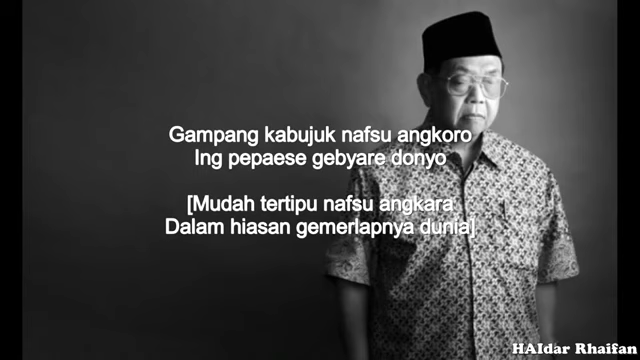 Gampang kabujuk nafsu angkoro
Ing pepaese gebyare donyo
[Mudah tertipu nafsu angkara
Dalam hiasan gemerlapnya dunia]
HAIdar Rhaifan